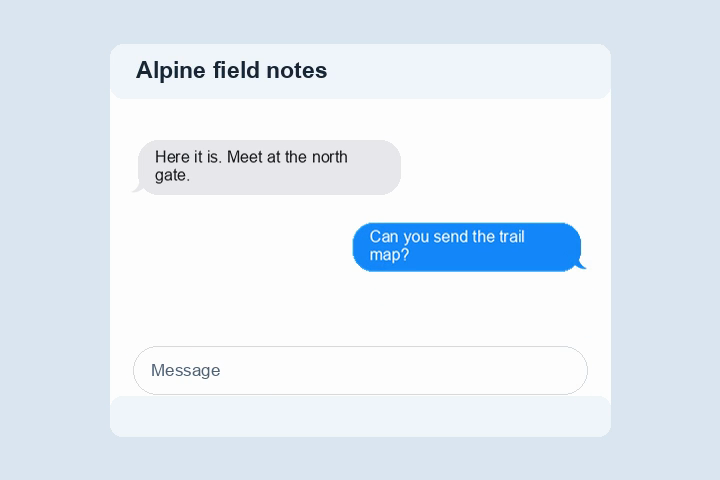 Alpine field notes
Here it is. Meet at the north
gate.
Can you send the trail
map?
Message